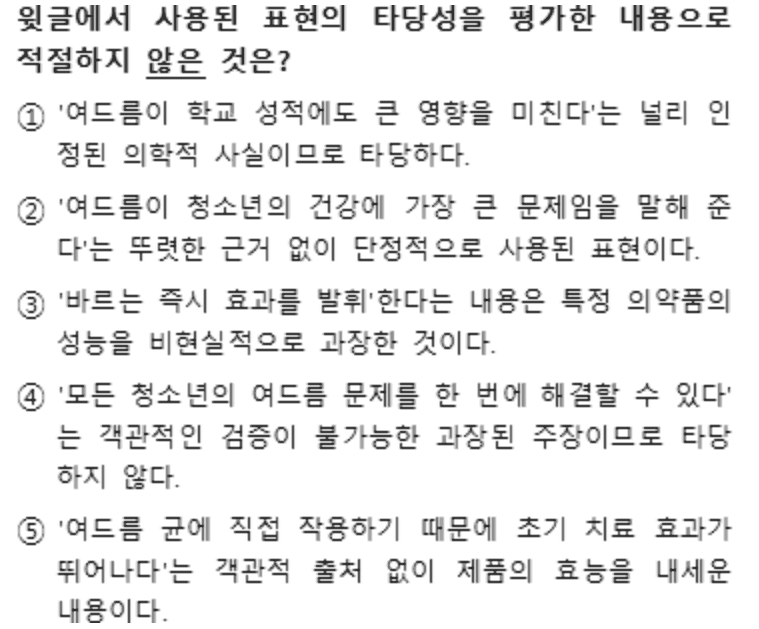 윗글에서 사용된 표현의 타당성을 평가한 내용으로
적절하지 않은 것은?
① '여드름이 학교 성적에도 큰 영향을 미친다'는 널리 인
정된 의학적 사실이므로 타당하다.
② '여드름이 청소년의 건강에 가장 큰 문제임을 말해 준
다'는 뚜렷한 근거 없이 단정적으로 사용된 표현이다.
③ '바르는 즉시 효과를 발휘'한다는 내용은 특정 의약품의
성능을 비현실적으로 과장한 것이다.
④ '모든 청소년의 여드름 문제를 한 번에 해결할 수 있다'
는 객관적인 검증이 불가능한 과장된 주장이므로 타당
하지 않다.
⑤ '여드름 균에 직접 작용하기 때문에 초기 치료 효과가
뛰어나다'는 객관적 출처 없이 제품의 효능을 내세운
내용이다.